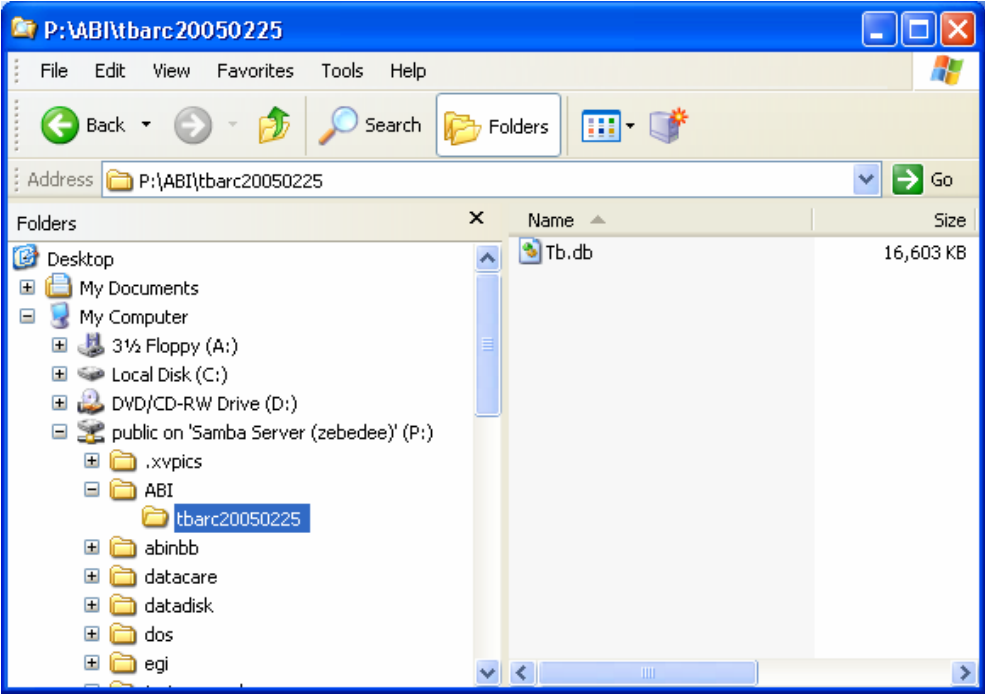 P:\ABI\tbarc20050225
File Edit View Favorites Tools Help
Back Search Folders
Address P:\ABI\tbarc20050225 Go
Folders
Name Size
Desktop
Tb.db 16,603 KB
My Documents
My Computer
3½ Floppy (A:)
Local Disk (C:)
DVD/CD-RW Drive (D:)
public on 'Samba Server (zebedee)' (P:)
.xvpics
ABI
tbarc20050225
abinbb
datacare
datadisk
dos
egi